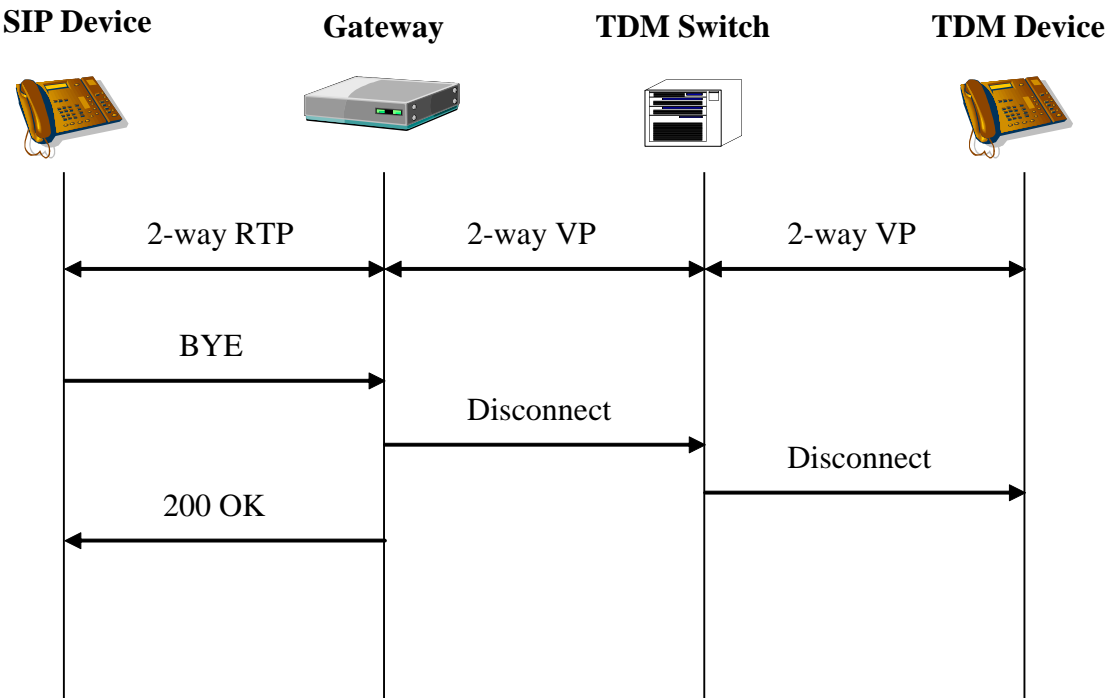 SIP Device
Gateway
TDM Switch
TDM Device
2-way RTP
2-way VP
2-way VP
BYE
Disconnect
Disconnect
200 OK